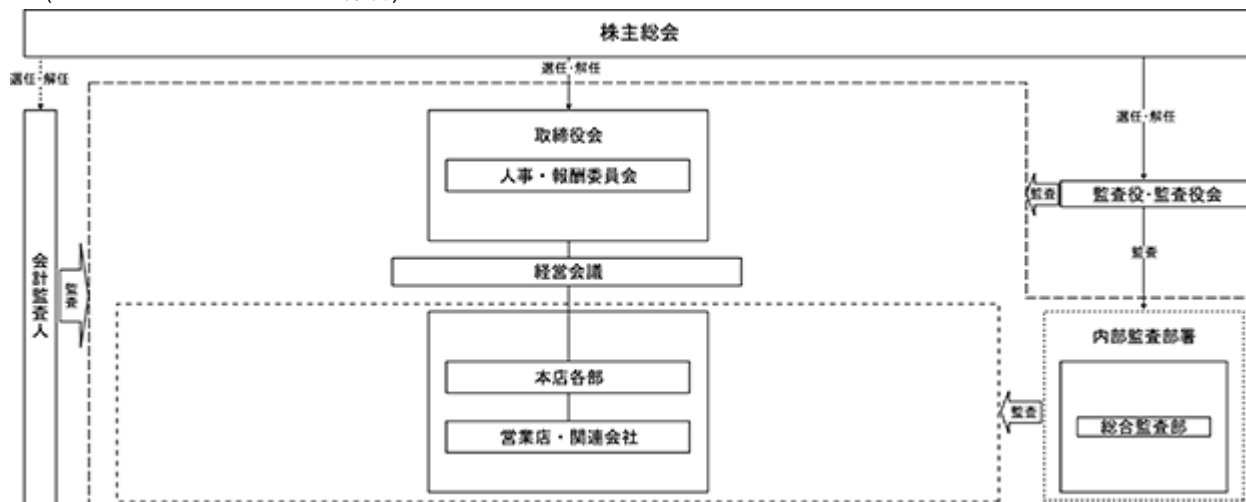 株主総会
選任・解任
選任・解任
選任・解任
取締役会
人事・報酬委員会
監査
監査役・監査役会
監査
経営会議
会計監査人
監査
内部監査部署
本店各部
監査
総合監査部
営業店・関連会社